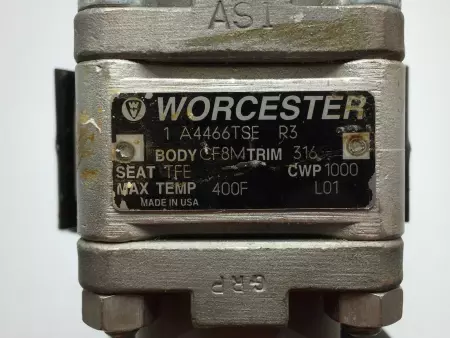 AS1
WORCESTER
1 A4466TSE R3
BODY CF8M TRIM 316
SEAT TFE CWP 1000
MAX TEMP 400F L01
MADE IN USA
GRP